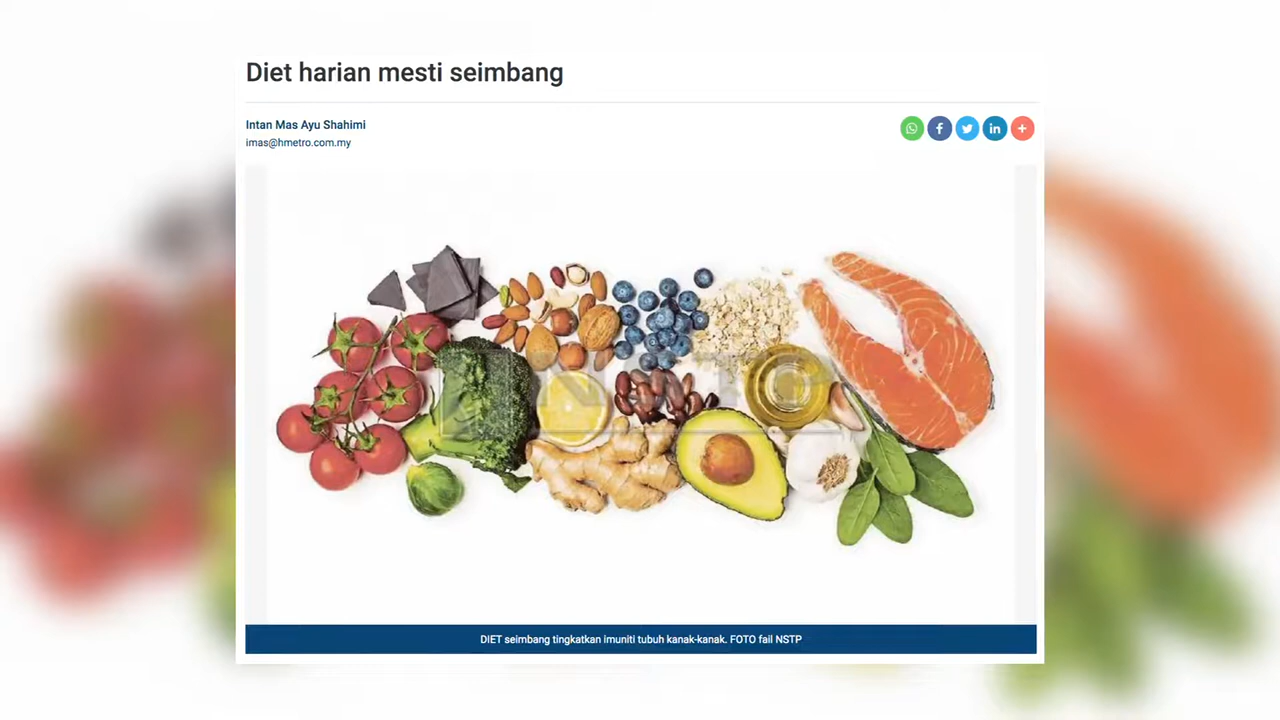 Diet harian mesti seimbang
Intan Mas Ayu Shahimi
imas@hmetro.com.my
NSTP
DIET seimbang tingkatkan imuniti tubuh kanak-kanak. FOTO fail NSTP